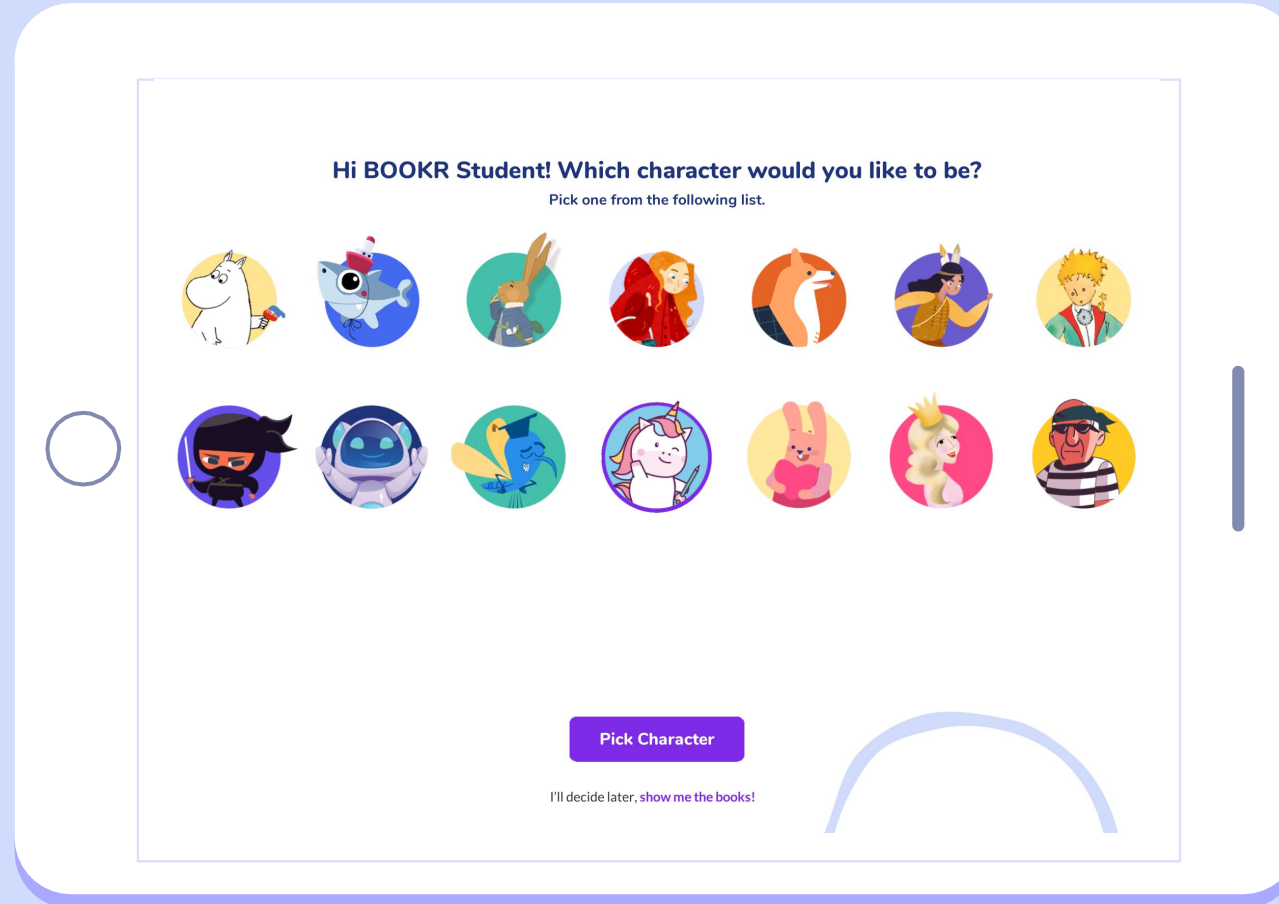 Hi BOOKR Student! Which character would you like to be?
Pick one from the following list.
Pick Character
I'll decide later, show me the books!